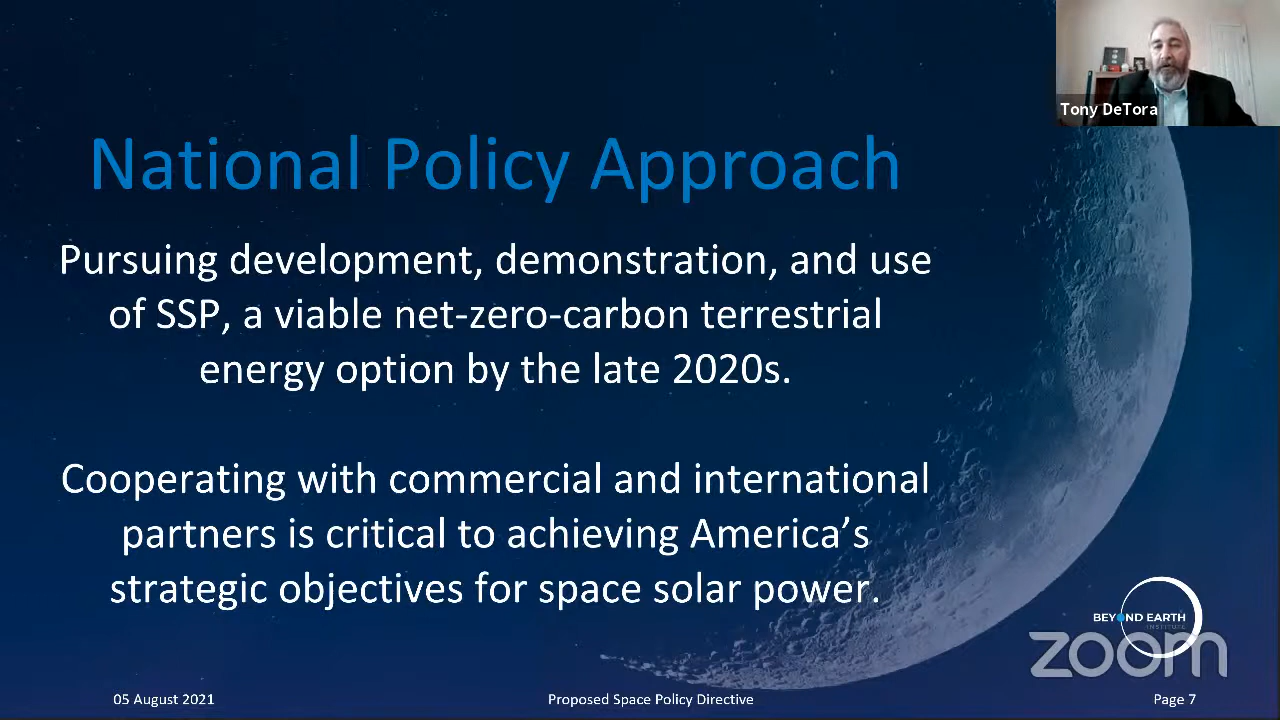 Tony DeTora
National Policy Approach
Pursuing development, demonstration, and use
of SSP, a viable net-zero-carbon terrestrial
energy option by the late 2020s.
Cooperating with commercial and international
partners is critical to achieving America’s
strategic objectives for space solar power.
BEYOND EARTH
INSTITUTE
zoom
05 August 2021
Proposed Space Policy Directive
Page 7